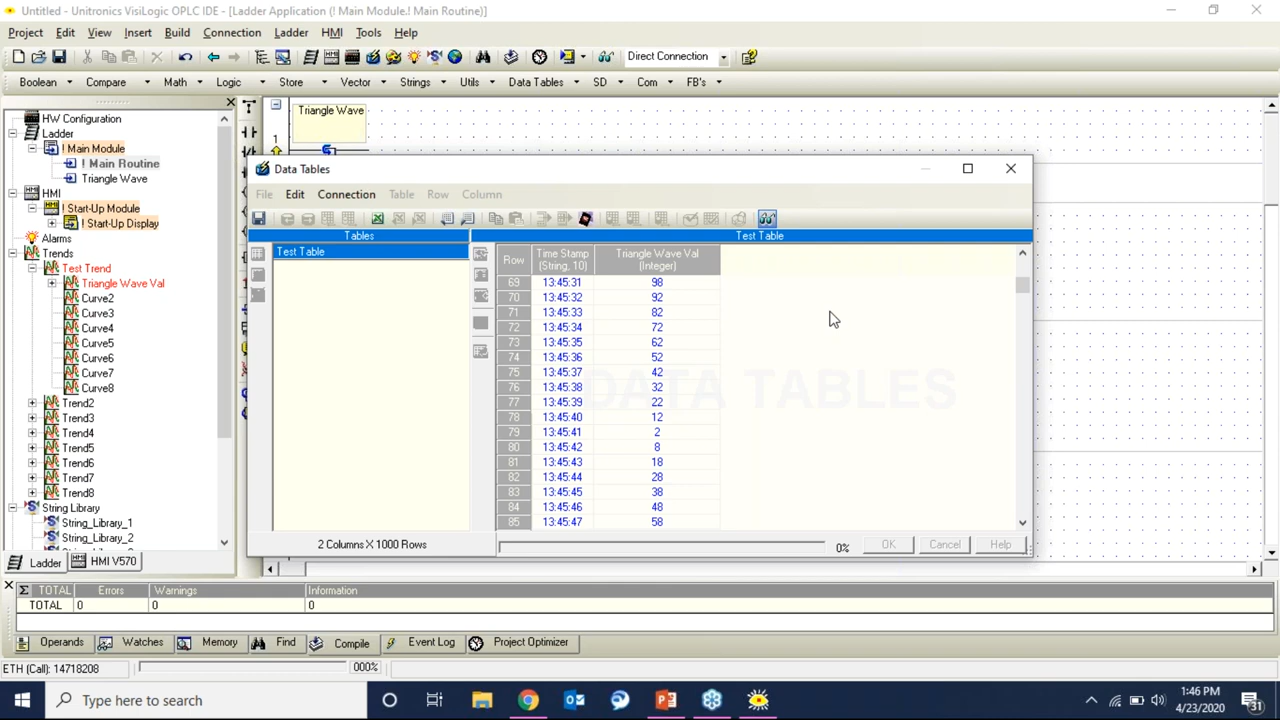 Untitled - Unitronics VisiLogic OPLC IDE - [Ladder Application (! Main Module.! Main Routine)]
Project Edit View Insert Build Connection Ladder HMI Tools Help
Direct Connection
Boolean Compare Math Logic Store Vector Strings Utils Data Tables SD Com FB's
HW Configuration
Ladder
! Main Module
! Main Routine
Triangle Wave
HMI
! Start-Up Module
! Start-Up Display
Alarms
Trends
Test Trend
Triangle Wave Val
Curve2
Curve3
Curve4
Curve5
Curve6
Curve7
Curve8
Trend2
Trend3
Trend4
Trend5
Trend6
Trend7
Trend8
String Library
String_Library_1
String_Library_2
Ladder HMI V570
Triangle Wave
1
Data Tables
File Edit Connection Table Row Column
Tables Test Table
Test Table
Row Time Stamp (String, 10) Triangle Wave Val (Integer)
69 13:45:31 98
70 13:45:32 92
71 13:45:33 82
72 13:45:34 72
73 13:45:35 62
74 13:45:36 52
75 13:45:37 42
76 13:45:38 32
77 13:45:39 22
78 13:45:40 12
79 13:45:41 2
80 13:45:42 8
81 13:45:43 18
82 13:45:44 28
83 13:45:45 38
84 13:45:46 48
85 13:45:47 58
DATA TABLES
2 Columns X 1000 Rows 0% OK Cancel Help
Σ TOTAL Errors Warnings Information
TOTAL 0 0 0
Operands Watches Memory Find Compile Event Log Project Optimizer
ETH (Call): 14718208 000%
Type here to search
1:46 PM
4/23/2020
31